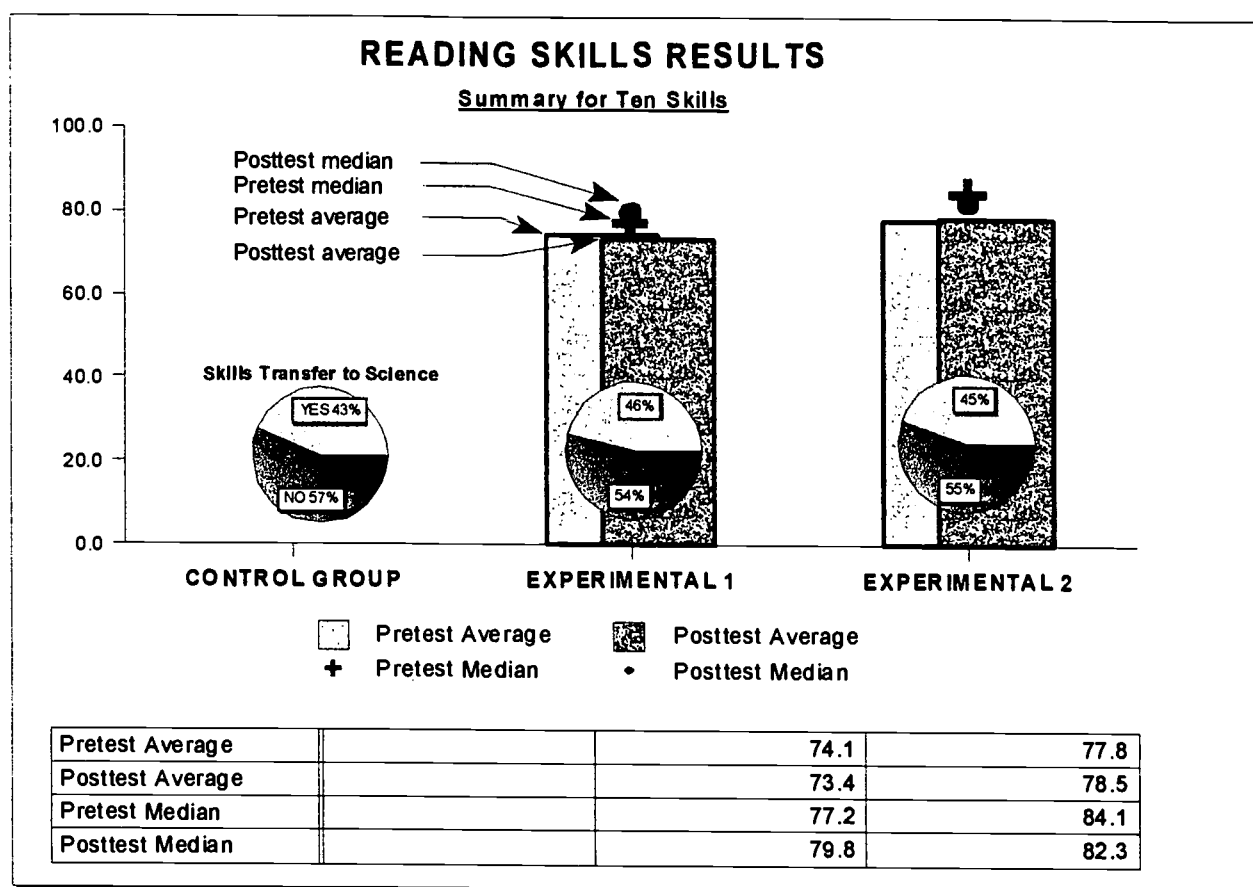 READING SKILLS RESULTS
Summary for Ten Skills
100.0
80.0
60.0
40.0
20.0
0.0
Posttest median
Pretest median
Pretest average
Posttest average
Skills Transfer to Science
YES 43%
NO 57%
46%
54%
45%
55%
CONTROL GROUP EXPERIMENTAL 1 EXPERIMENTAL 2
Pretest Average Posttest Average
Pretest Median Posttest Median
Pretest Average 74.1 77.8
Posttest Average 73.4 78.5
Pretest Median 77.2 84.1
Posttest Median 79.8 82.3